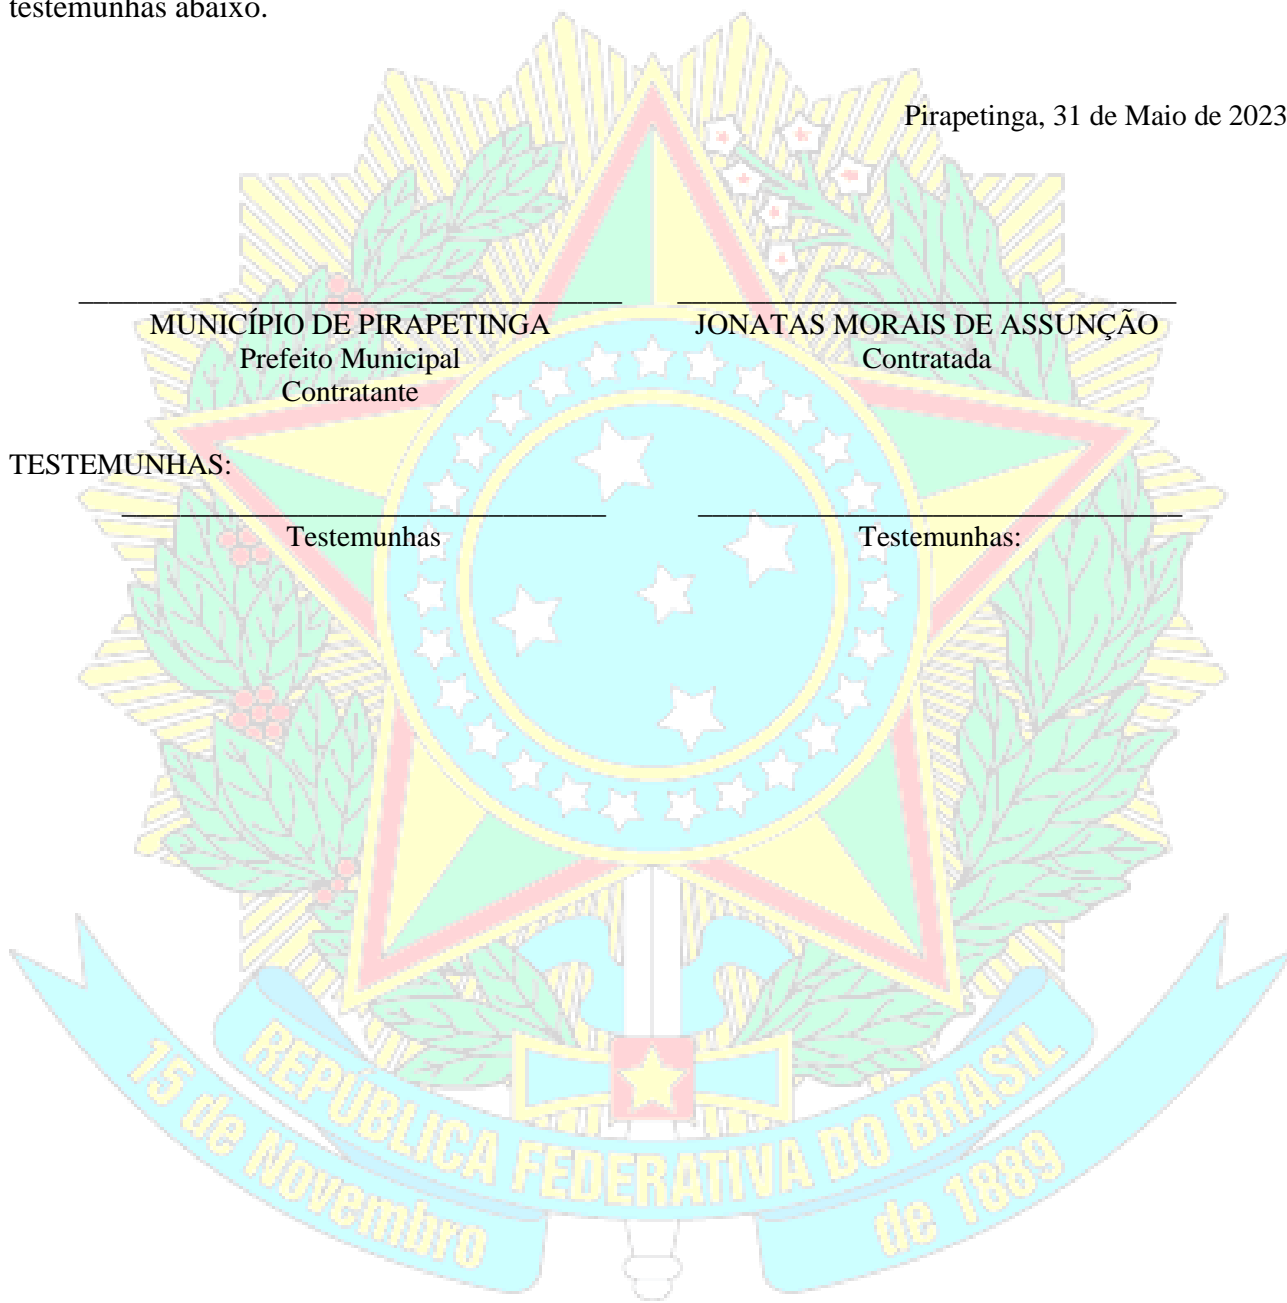 testemunhas abaixo.
Pirapetinga, 31 de Maio de 2023
MUNICÍPIO DE PIRAPETINGA JONATAS MORAIS DE ASSUNÇÃO
Prefeito Municipal Contratada
Contratante
TESTEMUNHAS:
Testemunhas Testemunhas:
REPÚBLICA FEDERATIVA DO BRASIL
15 de Novembro de 1889